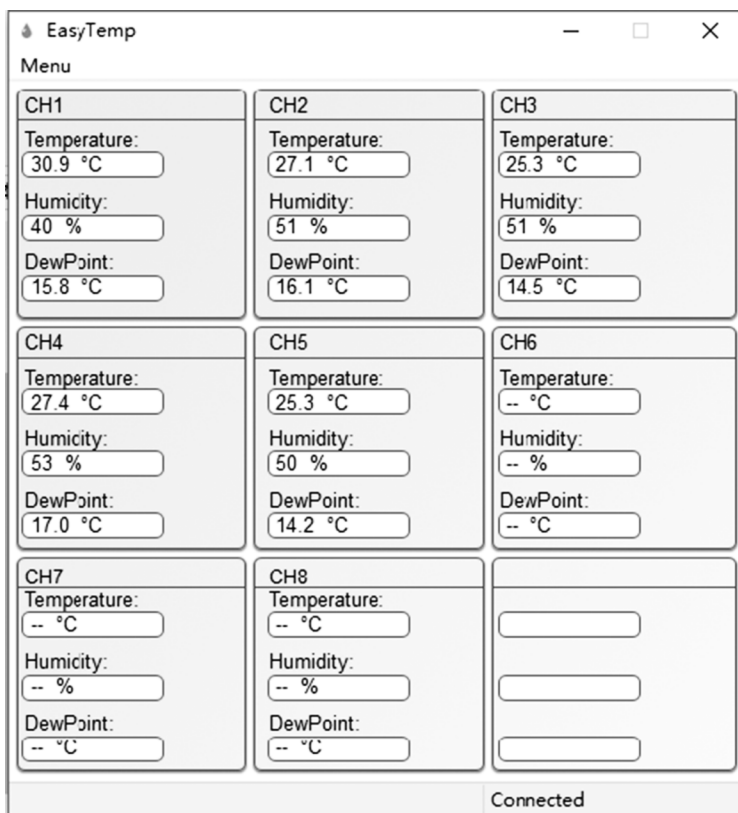 EasyTemp
Menu
CH1
Temperature:
30.9 °C
Humidity:
40 %
DewPoint:
15.8 °C
CH2
Temperature:
27.1 °C
Humidity:
51 %
DewPoint:
16.1 °C
CH3
Temperature:
25.3 °C
Humidity:
51 %
DewPoint:
14.5 °C
CH4
Temperature:
27.4 °C
Humidity:
53 %
DewPoint:
17.0 °C
CH5
Temperature:
25.3 °C
Humidity:
50 %
DewPoint:
14.2 °C
CH6
Temperature:
-- °C
Humidity:
-- %
DewPoint:
-- °C
CH7
Temperature:
-- °C
Humidity:
-- %
DewPoint:
-- °C
CH8
Temperature:
-- °C
Humidity:
-- %
DewPoint:
-- °C
Connected